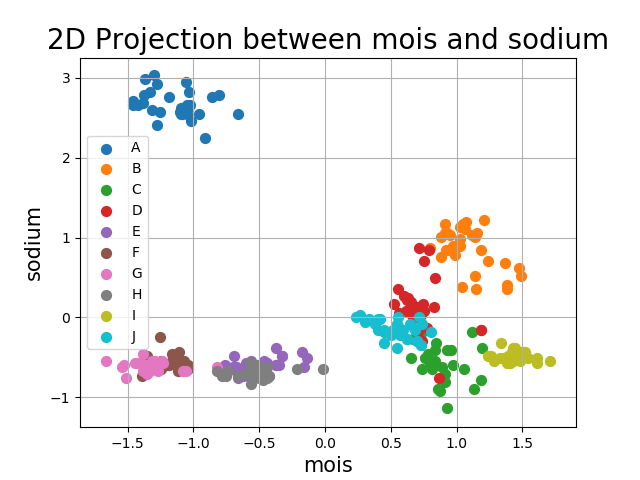 2D Projection between mois and sodium
sodium
3
2
1
0
−1
A
B
C
D
E
F
G
H
I
J
−1.5 −1.0 −0.5 0.0 0.5 1.0 1.5
mois